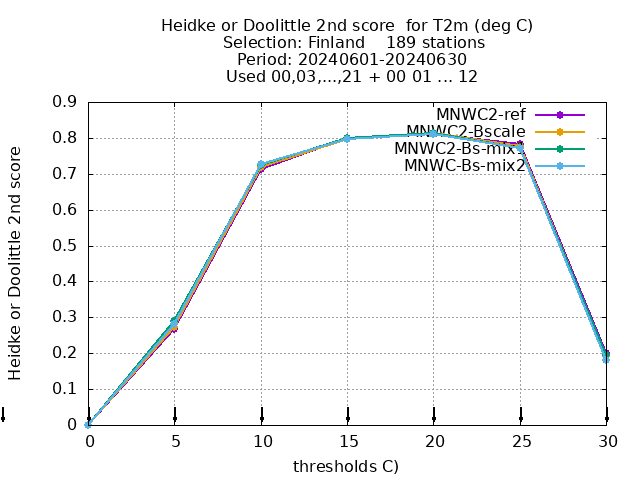 Heidke or Doolittle 2nd score for T2m (deg C)
Selection: Finland 189 stations
Period: 20240601-20240630
Used 00,03,...,21 + 00 01 ... 12
Heidke or Doolittle 2nd score
0.9
0.8
0.7
0.6
0.5
0.4
0.3
0.2
0.1
0
MNWC2-ref
MNWC2-Bscale
MNWC2-Bs-mix1
MNWC-Bs-mix2
0 5 10 15 20 25 30
thresholds C)